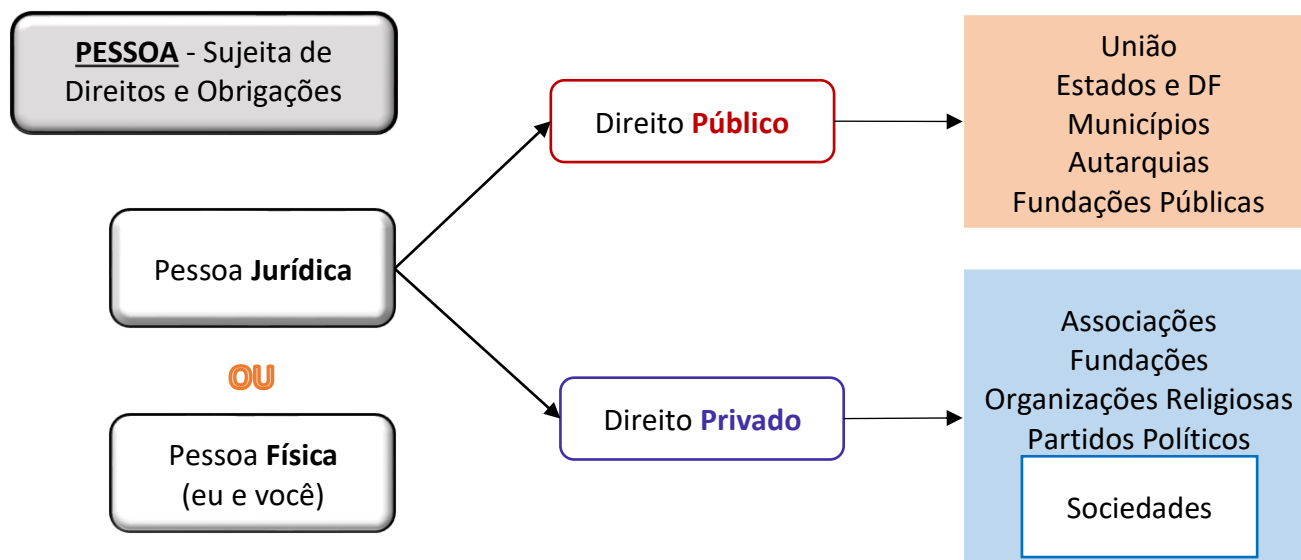 PESSOA - Sujeita de
Direitos e Obrigações
Pessoa Jurídica
OU
Pessoa Física
(eu e você)
Direito Público
Direito Privado
União
Estados e DF
Municípios
Autarquias
Fundações Públicas
Associações
Fundações
Organizações Religiosas
Partidos Políticos
Sociedades